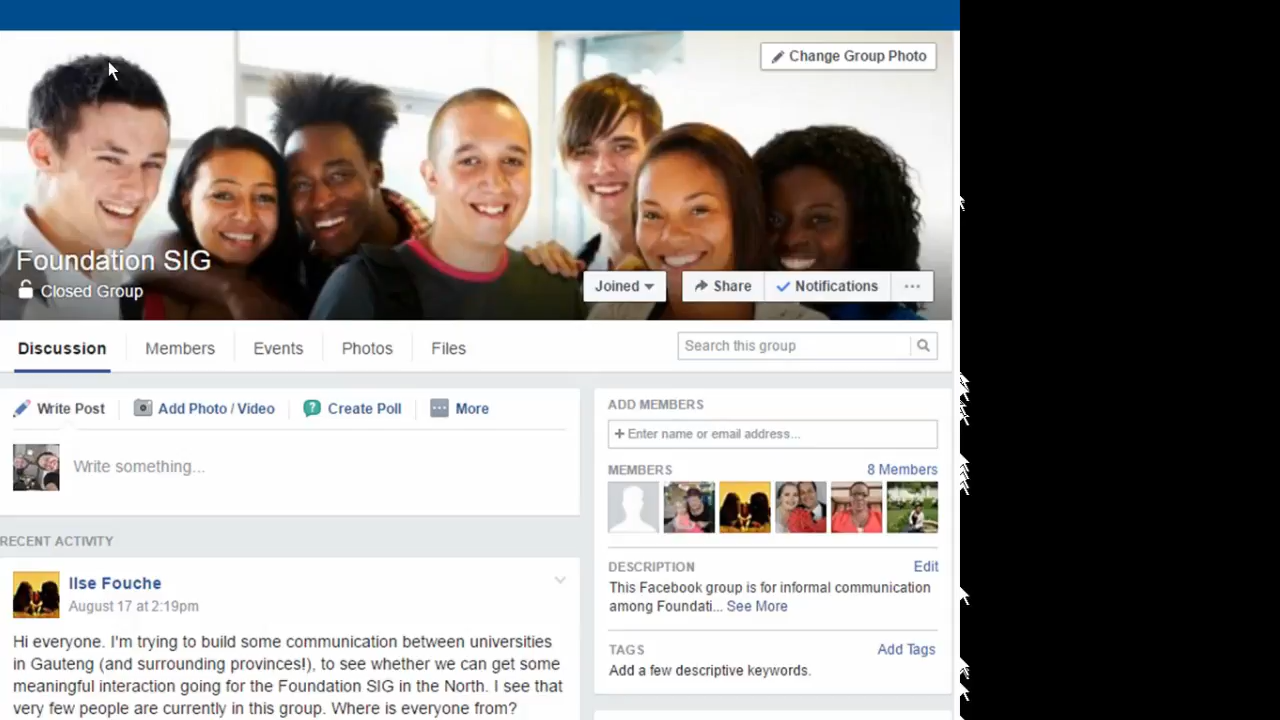 Change Group Photo
Foundation SIG
Closed Group
Joined
Share
Notifications
Discussion
Members
Events
Photos
Files
Search this group
Write Post
Add Photo / Video
Create Poll
More
Write something...
RECENT ACTIVITY
Ilse Fouche
August 17 at 2:19pm
Hi everyone. I'm trying to build some communication between universities
in Gauteng (and surrounding provinces!), to see whether we can get some
meaningful interaction going for the Foundation SIG in the North. I see that
very few people are currently in this group. Where is everyone from?
ADD MEMBERS
+ Enter name or email address...
MEMBERS
8 Members
DESCRIPTION
Edit
This Facebook group is for informal communication
among Foundati... See More
TAGS
Add Tags
Add a few descriptive keywords.